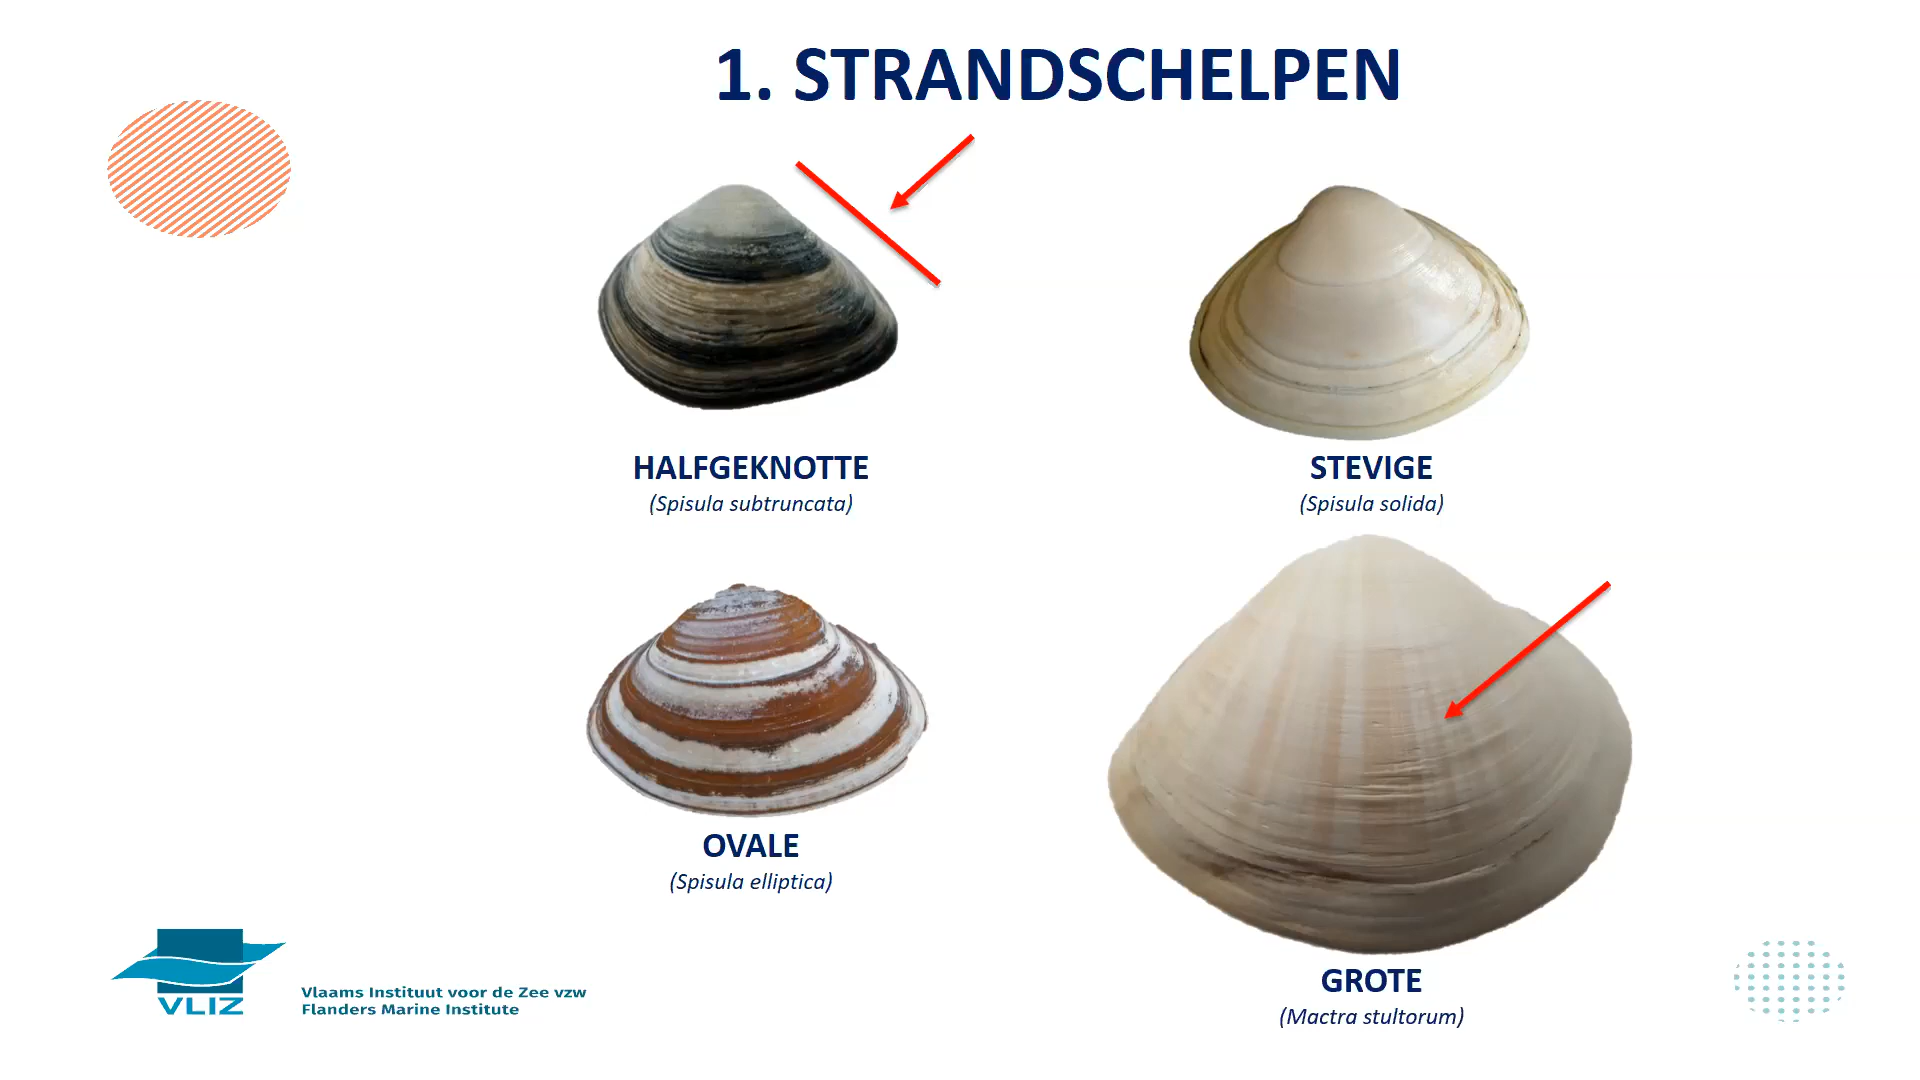 1. STRANDSCHELPEN
HALFGEKNOTTE
(Spisula subtruncata)
STEVIGE
(Spisula solida)
OVALE
(Spisula elliptica)
GROTE
(Mactra stultorum)
VLIZ
Vlaams Instituut voor de Zee vzw
Flanders Marine Institute